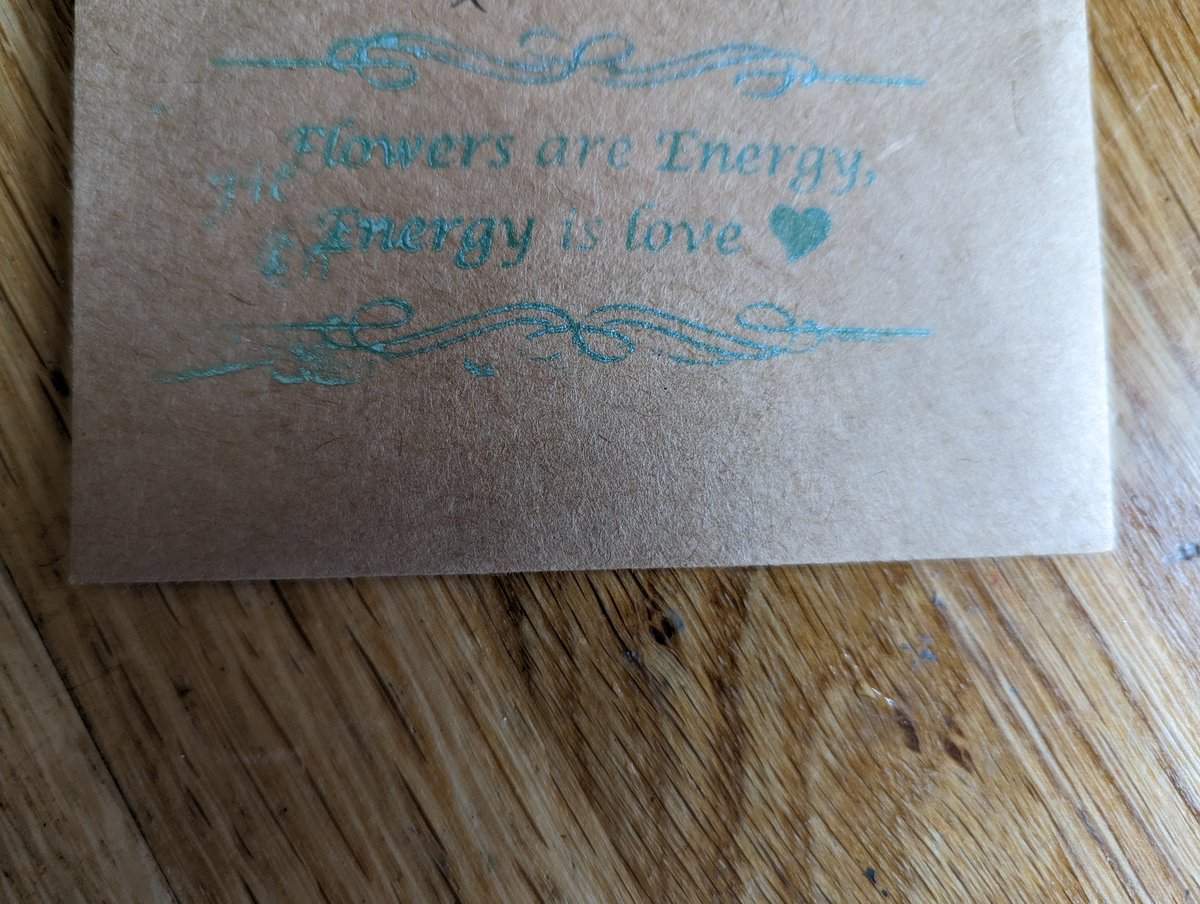 Flowers are Energy,
Energy is love ♥